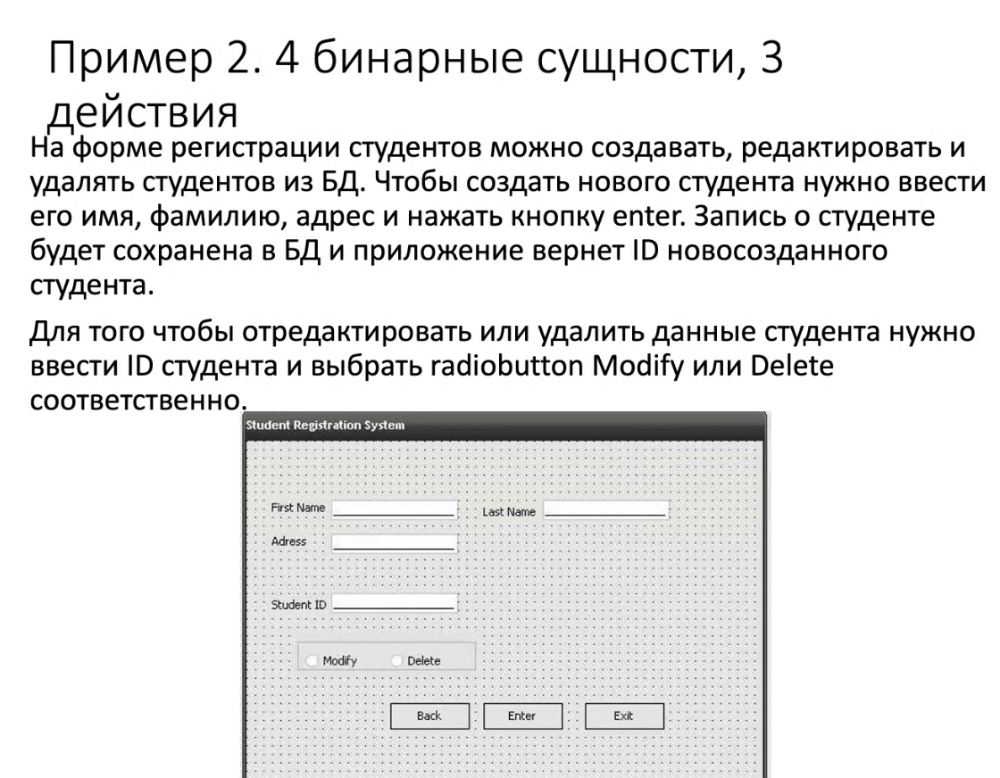 Пример 2. 4 бинарные сущности, 3
действия
На форме регистрации студентов можно создавать, редактировать и
удалять студентов из БД. Чтобы создать нового студента нужно ввести
его имя, фамилию, адрес и нажать кнопку enter. Запись о студенте
будет сохранена в БД и приложение вернет ID новосозданного
студента.
Для того чтобы отредактировать или удалить данные студента нужно
ввести ID студента и выбрать radiobutton Modify или Delete
соответственно.
Student Registration System
First Name Last Name
Adress
Student ID
Modify Delete
Back Enter Exit